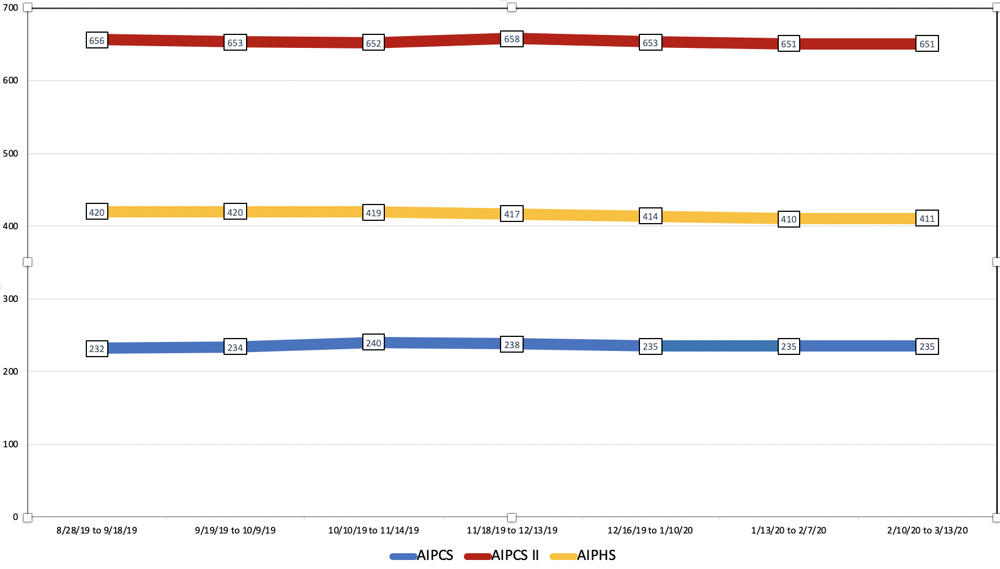 700
656 653 652 658 653 651 651
600
500
420 420 419 417 414 410 411
400
300
232 234 240 238 235 235 235
200
100
0
8/28/19 to 9/18/19 9/19/19 to 10/9/19 10/10/19 to 11/14/19 11/18/19 to 12/13/19 12/16/19 to 1/10/20 1/13/20 to 2/7/20 2/10/20 to 3/13/20
AIPCS AIPCS II AIPHS